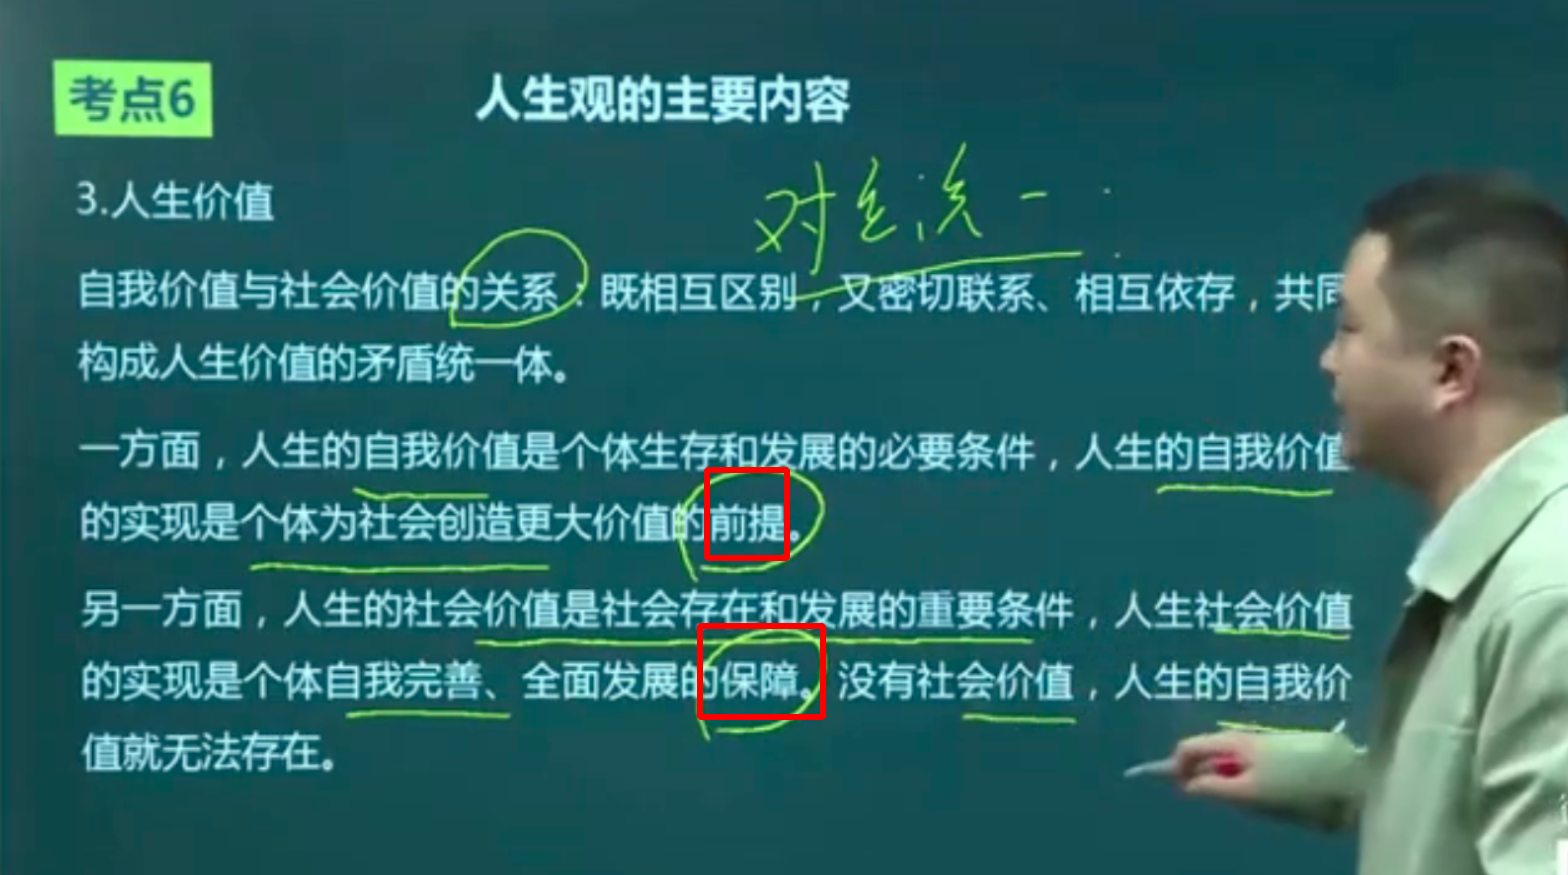 考点6
人生观的主要内容
3.人生价值
对立统一
自我价值与社会价值的关系：既相互区别，又密切联系、相互依存，共同
构成人生价值的矛盾统一体。
一方面，人生的自我价值是个体生存和发展的必要条件，人生的自我价值
的实现是个体为社会创造更大价值的前提。
另一方面，人生的社会价值是社会存在和发展的重要条件，人生社会价值
的实现是个体自我完善、全面发展的保障。没有社会价值，人生的自我价
值就无法存在。